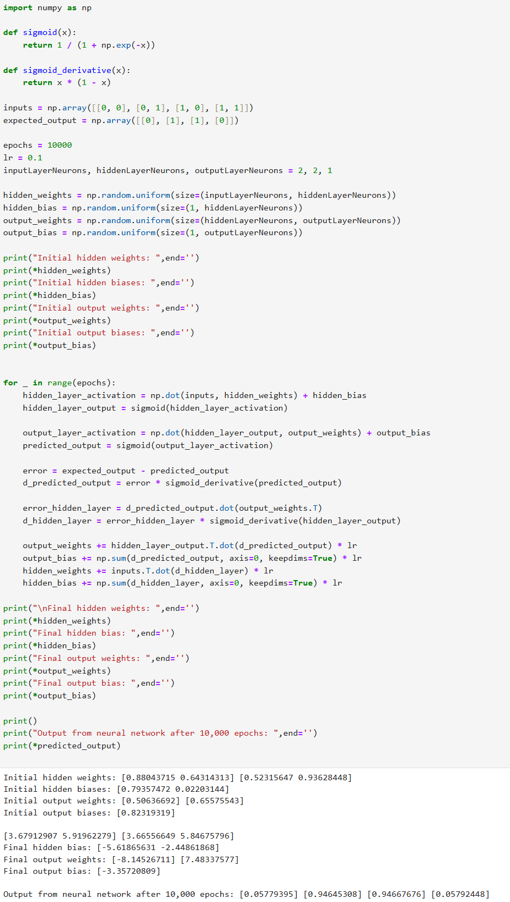 import numpy as np
def sigmoid(x):
    return 1 / (1 + np.exp(-x))
def sigmoid_derivative(x):
    return x * (1 - x)
inputs = np.array([[0, 0], [0, 1], [1, 0], [1, 1]])
expected_output = np.array([[0], [1], [1], [0]])
epochs = 10000
lr = 0.1
inputLayerNeurons, hiddenLayerNeurons, outputLayerNeurons = 2, 2, 1
hidden_weights = np.random.uniform(size=(inputLayerNeurons, hiddenLayerNeurons))
hidden_bias = np.random.uniform(size=(1, hiddenLayerNeurons))
output_weights = np.random.uniform(size=(hiddenLayerNeurons, outputLayerNeurons))
output_bias = np.random.uniform(size=(1, outputLayerNeurons))
print("Initial hidden weights: ",end='')
print(*hidden_weights)
print("Initial hidden biases: ",end='')
print(*hidden_bias)
print("Initial output weights: ",end='')
print(*output_weights)
print("Initial output biases: ",end='')
print(*output_bias)
for _ in range(epochs):
    hidden_layer_activation = np.dot(inputs, hidden_weights) + hidden_bias
    hidden_layer_output = sigmoid(hidden_layer_activation)
    output_layer_activation = np.dot(hidden_layer_output, output_weights) + output_bias
    predicted_output = sigmoid(output_layer_activation)
    error = expected_output - predicted_output
    d_predicted_output = error * sigmoid_derivative(predicted_output)
    error_hidden_layer = d_predicted_output.dot(output_weights.T)
    d_hidden_layer = error_hidden_layer * sigmoid_derivative(hidden_layer_output)
    output_weights += hidden_layer_output.T.dot(d_predicted_output) * lr
    output_bias += np.sum(d_predicted_output, axis=0, keepdims=True) * lr
    hidden_weights += inputs.T.dot(d_hidden_layer) * lr
    hidden_bias += np.sum(d_hidden_layer, axis=0, keepdims=True) * lr
print("\nFinal hidden weights: ",end='')
print(*hidden_weights)
print("Final hidden bias: ",end='')
print(*hidden_bias)
print("Final output weights: ",end='')
print(*output_weights)
print("Final output bias: ",end='')
print(*output_bias)
print()
print("Output from neural network after 10,000 epochs: ",end='')
print(*predicted_output)
Initial hidden weights: [0.88043715 0.64314313] [0.52315647 0.93628448]
Initial hidden biases: [0.79357472 0.02203144]
Initial output weights: [0.50636692] [0.65575543]
Initial output biases: [0.82319319]
[3.67912907 5.91962279] [3.66556649 5.84675796]
Final hidden bias: [-5.61865631 -2.44861868]
Final output weights: [-8.14526711] [7.48337577]
Final output bias: [-3.35720809]
Output from neural network after 10,000 epochs: [0.05779395] [0.94645308] [0.94667676] [0.05792448]